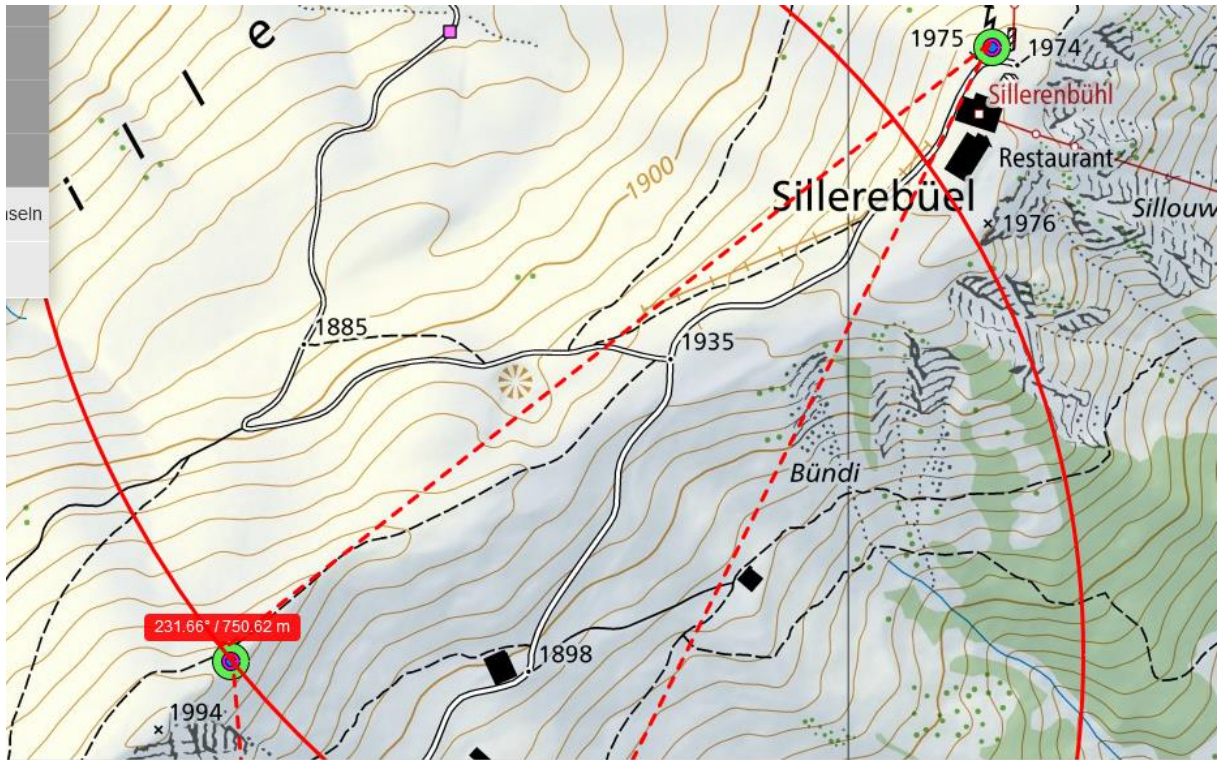 e
l
l
i
1975
1974
Sillerenbühl
Restaurant
1900
Sillerebüel
Sillouw
1976
seln
1885
1935
Bündi
231.66° / 750.62 m
1898
1994